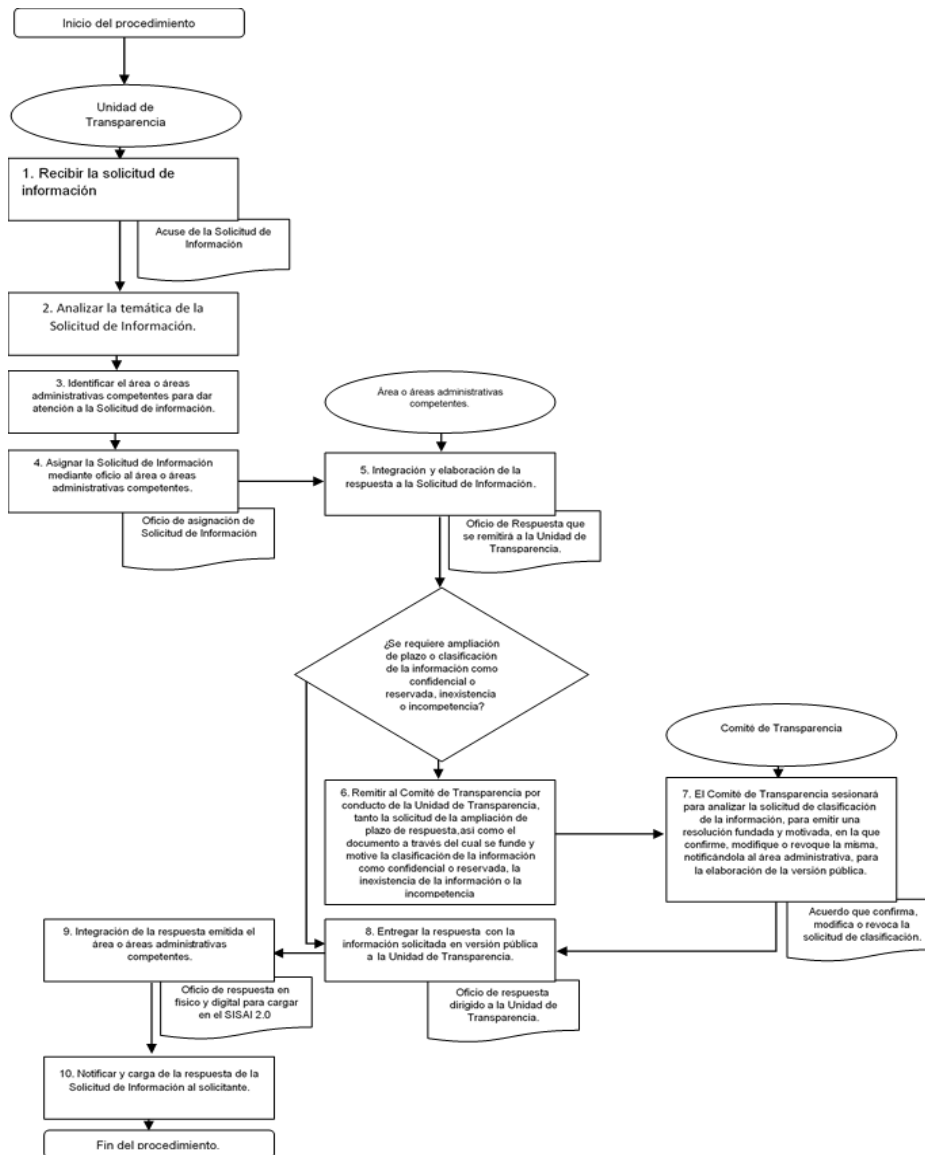 Inicio del procedimiento
Unidad de
Transparencia
1. Recibir la solicitud de
información
Acuse de la Solicitud de
Información
2. Analizar la temática de la
Solicitud de Información.
3. Identificar el área o áreas
administrativas competentes para dar
atención a la Solicitud de información.
4. Asignar la Solicitud de Información
mediante oficio al área o áreas
administrativas competentes.
Oficio de asignación de
Solicitud de Información
Área o áreas administrativas
competentes.
5. Integración y elaboración de la
respuesta a la Solicitud de Información.
Oficio de Respuesta que
se remitirá a la Unidad de
Transparencia.
¿Se requiere ampliación
de plazo o clasificación
de la información como
confidencial o
reservada, inexistencia
o incompetencia?
6. Remitir al Comité de Transparencia por
conducto de la Unidad de Transparencia,
tanto la solicitud de la ampliación de
plazo de respuesta,así como el
documento a través del cual se funde y
motive la clasificación de la información
como confidencial o reservada, la
inexistencia de la información o la
incompetencia
Comité de Transparencia
7. El Comité de Transparencia sesionará
para analizar la solicitud de clasificación
de la información, para emitir una
resolución fundada y motivada, en la que
confirme, modifique o revoque la misma,
notificándola al área administrativa, para
la elaboración de la versión pública.
Acuerdo que confirma,
modifica o revoca la
solicitud de clasificación.
8. Entregar la respuesta con la
información solicitada en versión pública
a la Unidad de Transparencia.
Oficio de respuesta
dirigido a la Unidad de
Transparencia.
9. Integración de la respuesta emitida el
área o áreas administrativas
competentes.
Oficio de respuesta en
físico y digital para cargar
en el SISAI 2.0
10. Notificar y carga de la respuesta de la
Solicitud de Información al solicitante.
Fin del procedimiento.